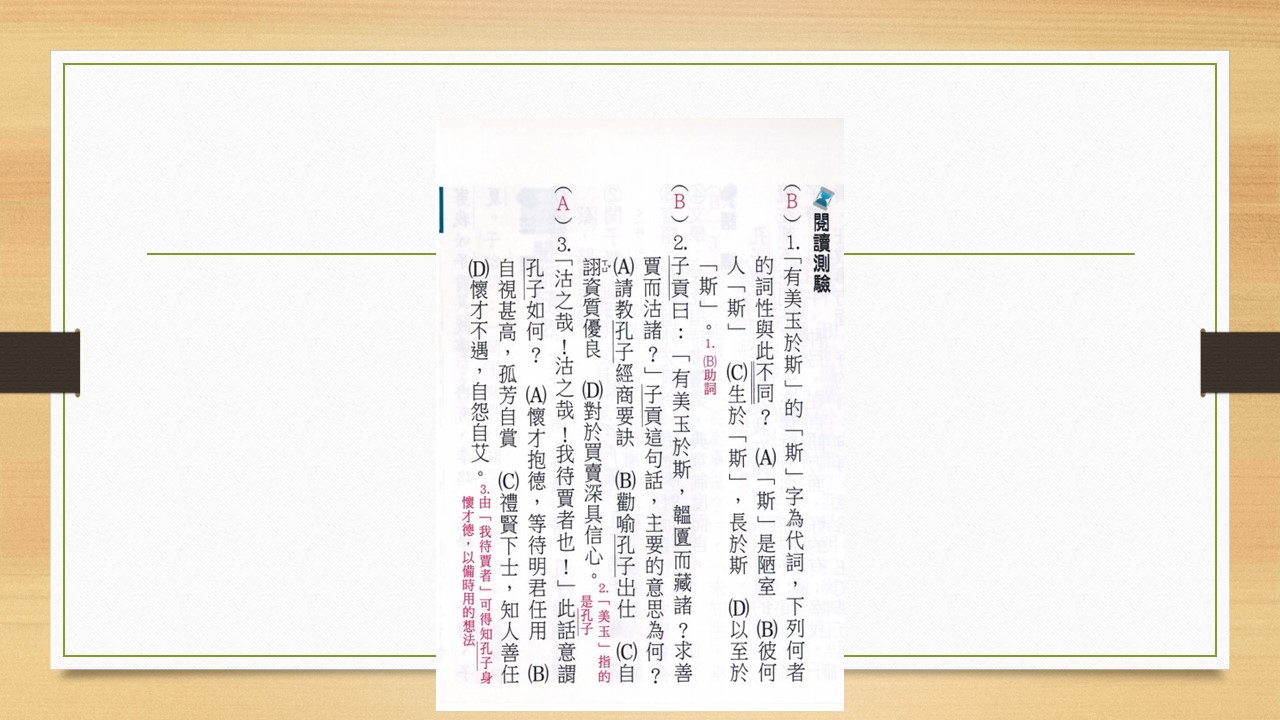 閱讀測驗
（B）1.「有美玉於斯」的「斯」字為代詞，下列何者
的詞性與此不同？ (A)「斯」是陋室 (B)彼何
人「斯」 (C)生於「斯」，長於斯 (D)以至於
「斯」。1.(B)助詞
（B）2.子貢曰：「有美玉於斯，韞匵而藏諸？求善
賈而沽諸？」子貢這句話，主要的意思為何？
(A)請教孔子經商要訣 (B)勸喻孔子出仕 (C)自
詡資質優良 (D)對於買賣深具信心。2.「美玉」指的
是孔子
ㄒㄩˇ
（A）3.「沽之哉！沽之哉！我待賈者也！」此話意謂
孔子如何？ (A)懷才抱德，等待明君任用 (B)
自視甚高，孤芳自賞 (C)禮賢下士，知人善任
(D)懷才不遇，自怨自艾。3.由「我待賈者」可得知孔子身
懷才德，以備時用的想法